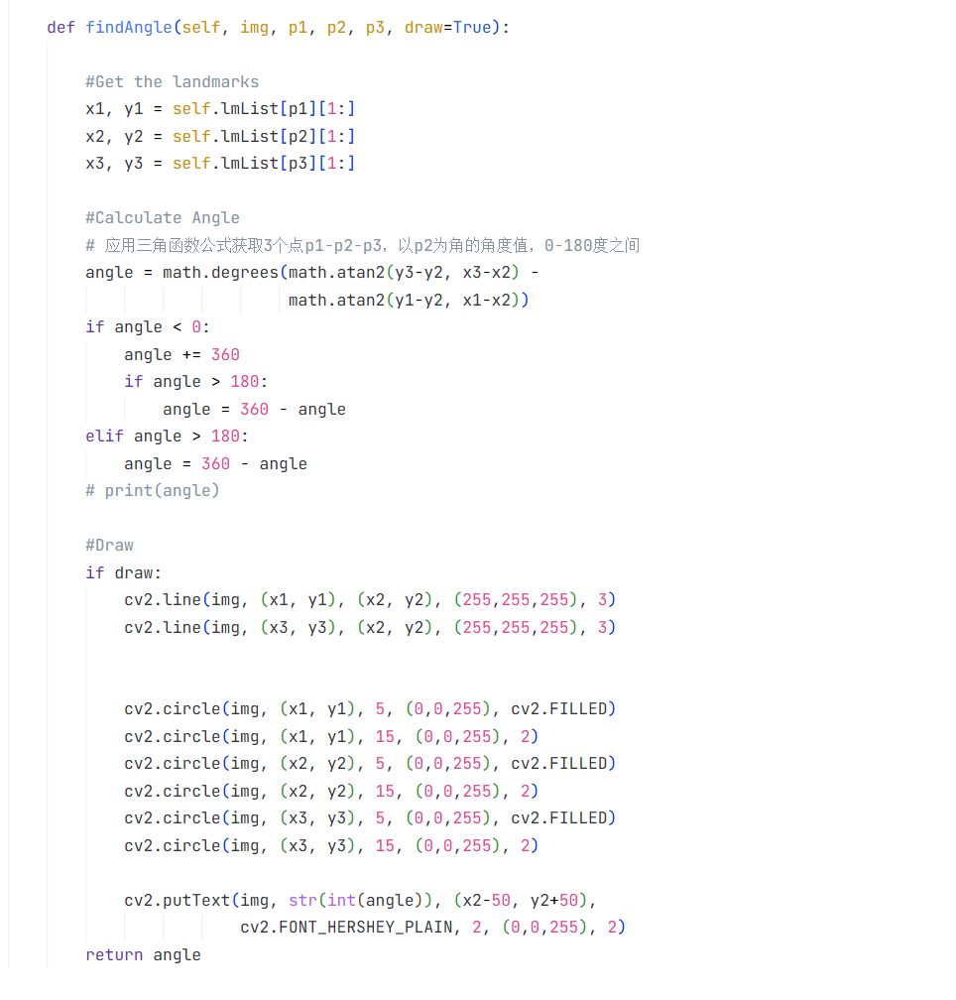 def findAngle(self, img, p1, p2, p3, draw=True):
#Get the landmarks
x1, y1 = self.lmList[p1][1:]
x2, y2 = self.lmList[p2][1:]
x3, y3 = self.lmList[p3][1:]
#Calculate Angle
# 应用三角函数公式获取3个点p1-p2-p3，以p2为角的角度值，0-180度之间
angle = math.degrees(math.atan2(y3-y2, x3-x2) -
math.atan2(y1-y2, x1-x2))
if angle < 0:
angle += 360
if angle > 180:
angle = 360 - angle
elif angle > 180:
angle = 360 - angle
# print(angle)
#Draw
if draw:
cv2.line(img, (x1, y1), (x2, y2), (255,255,255), 3)
cv2.line(img, (x3, y3), (x2, y2), (255,255,255), 3)
cv2.circle(img, (x1, y1), 5, (0,0,255), cv2.FILLED)
cv2.circle(img, (x1, y1), 15, (0,0,255), 2)
cv2.circle(img, (x2, y2), 5, (0,0,255), cv2.FILLED)
cv2.circle(img, (x2, y2), 15, (0,0,255), 2)
cv2.circle(img, (x3, y3), 5, (0,0,255), cv2.FILLED)
cv2.circle(img, (x3, y3), 15, (0,0,255), 2)
cv2.putText(img, str(int(angle)), (x2-50, y2+50),
cv2.FONT_HERSHEY_PLAIN, 2, (0,0,255), 2)
return angle